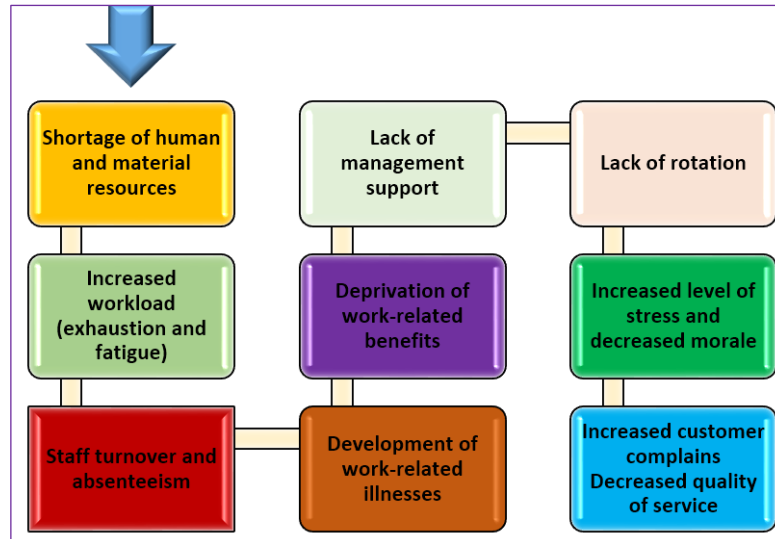 Shortage of human
and material
resources
Increased
workload
(exhaustion and
fatigue)
Staff turnover and
absenteeism
Development of
work-related
illnesses
Deprivation of
work-related
benefits
Lack of
management
support
Lack of rotation
Increased level of
stress and
decreased morale
Increased customer
complains
Decreased quality
of service